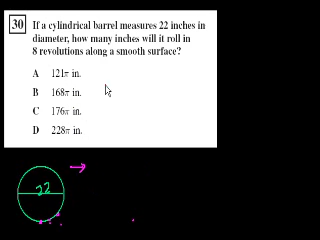 30 If a cylindrical barrel measures 22 inches in
diameter, how many inches will it roll in
8 revolutions along a smooth surface?
A 121π in.
B 168π in.
C 176π in.
D 228π in.
22